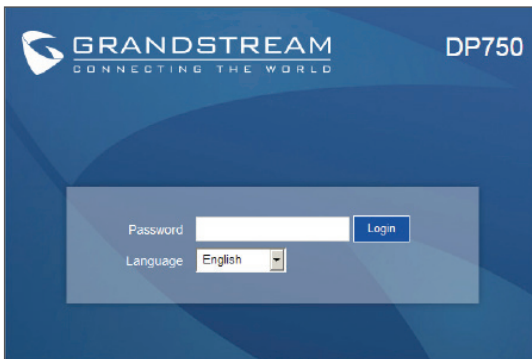 GRANDSTREAM
CONNECTING THE WORLD
DP750
Password
Login
Language
English